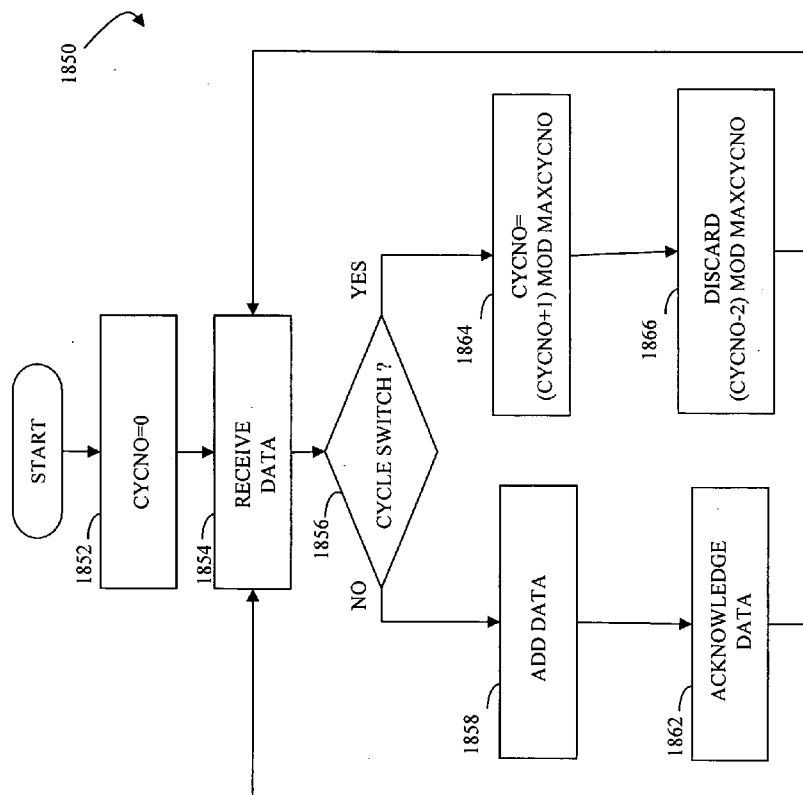 1850
START
1852
CYCNO=0
1854
RECEIVE
DATA
1856
CYCLE SWITCH ?
NO
YES
1858
ADD DATA
1862
ACKNOWLEDGE
DATA
1864
CYCNO=
(CYCNO+1) MOD MAXCYCNO
1866
DISCARD
(CYCNO-2) MOD MAXCYCNO